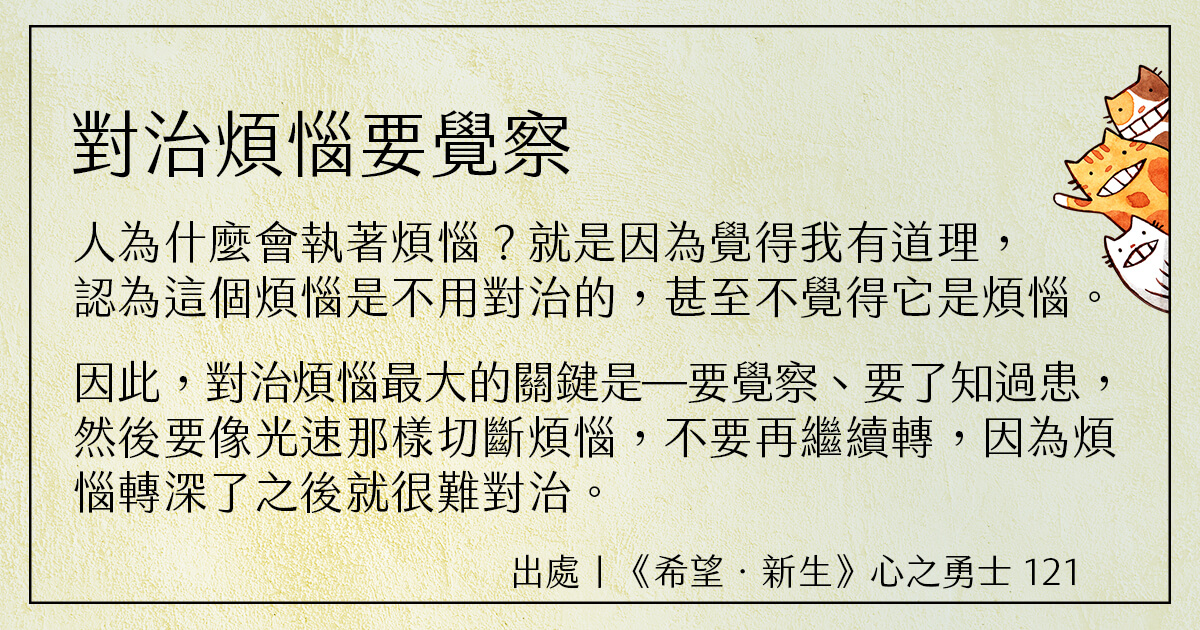 對治煩惱要覺察
人為什麼會執著煩惱？就是因為覺得我有道理，
認為這個煩惱是不用對治的，甚至不覺得它是煩惱。
因此，對治煩惱最大的關鍵是—要覺察、要了知過患，
然後要像光速那樣切斷煩惱，不要再繼續轉，因為煩
惱轉深了之後就很難對治。
出處｜《希望．新生》心之勇士 121